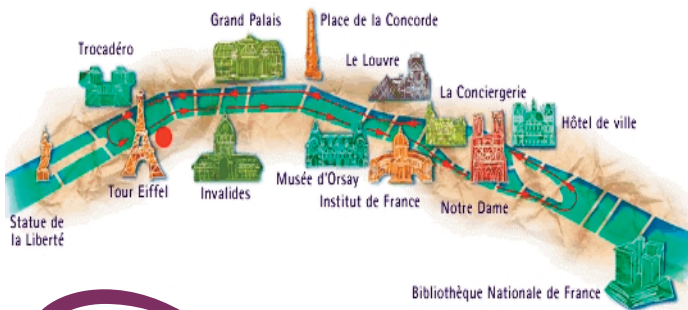 Grand Palais
Place de la Concorde
Trocadéro
Le Louvre
La Conciergerie
Hôtel de ville
Tour Eiffel
Invalides
Musée d'Orsay
Institut de France
Notre Dame
Statue de
la Liberté
Bibliothèque Nationale de France